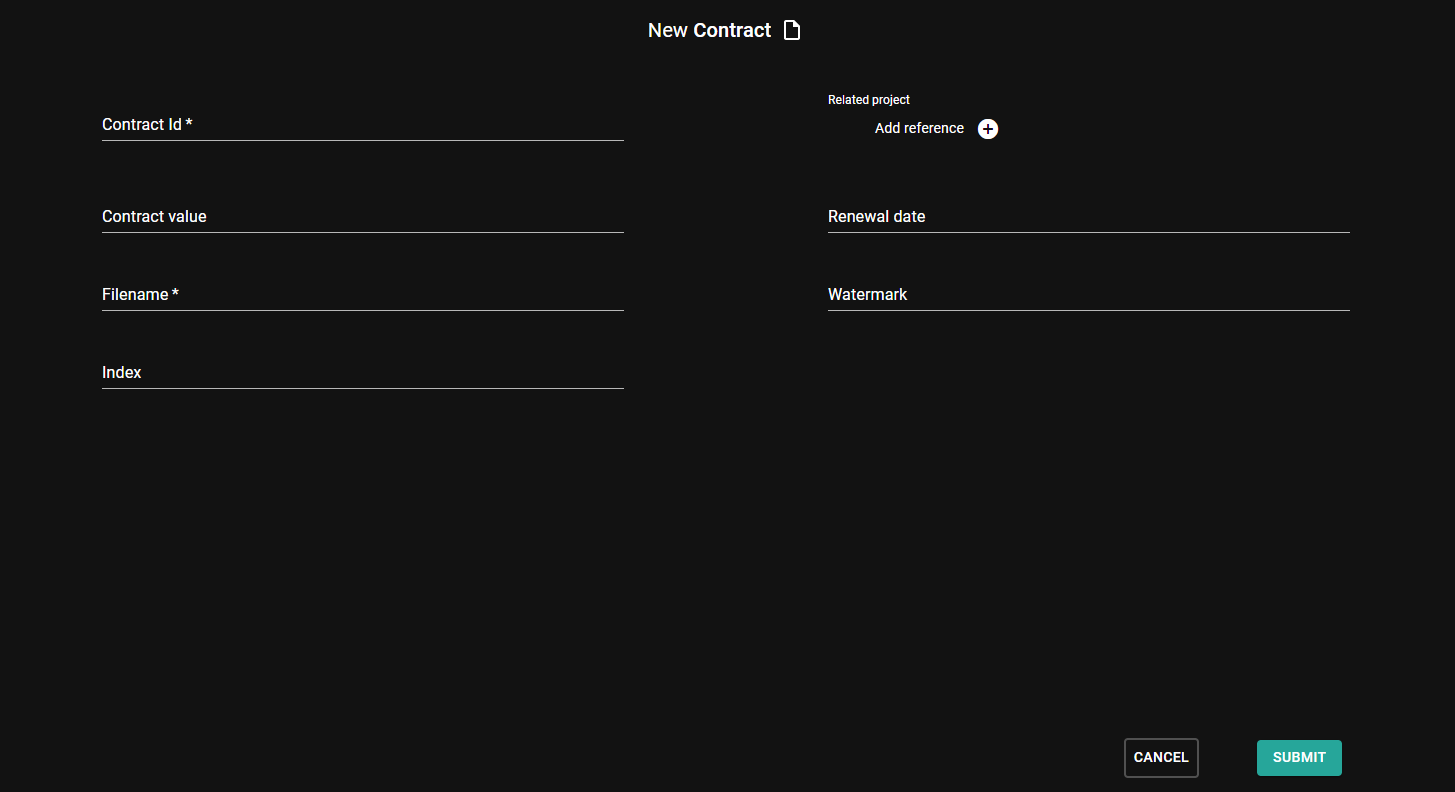 New Contract
Related project
Contract Id *
Add reference
Contract value
Renewal date
Filename *
Watermark
Index
CANCEL
SUBMIT